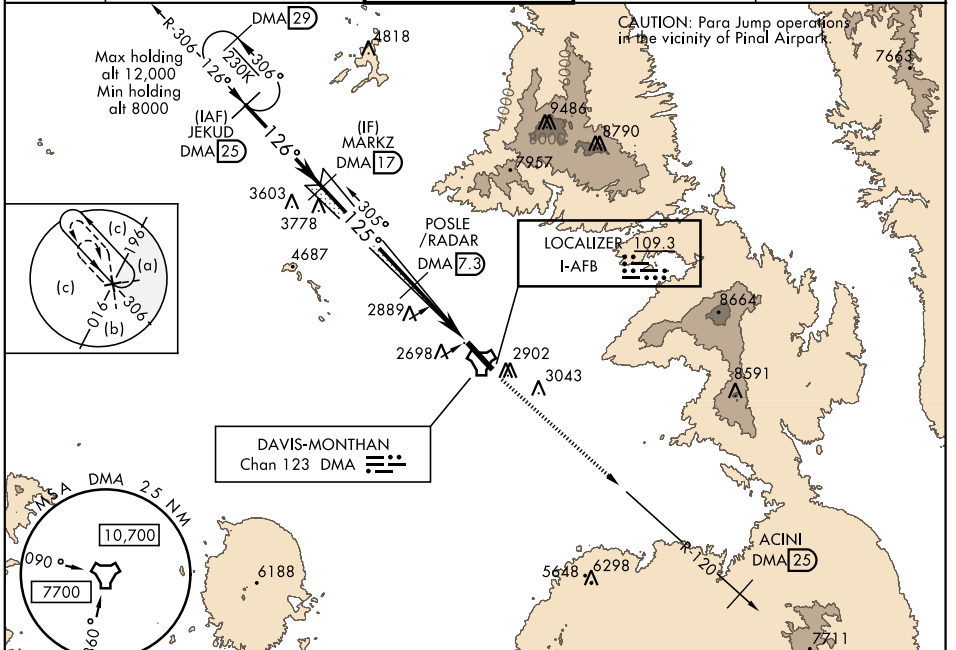 DMA 29
R-306
126°
306°
230K
4818
CAUTION: Para Jump operations
in the vicinity of Pinal Airpark
7663
Max holding
alt 12,000
Min holding
alt 8000
(IAF)
JEKUD
DMA 25
126°
(IF)
MARKZ
DMA 17
9486
8790
8000
7957
3603
3778
305°
125°
POSLE
/RADAR
DMA 7.3
LOCALIZER 109.3
I-AFB
4687
(c)
196
(a)
(c)
016
306
(b)
2889
8664
2698
2902
3043
8591
DAVIS-MONTHAN
Chan 123 DMA
MSA DMA 25 NM
10,700
090°
7700
6188
R-120
ACINI
DMA 25
5648
6298
7711